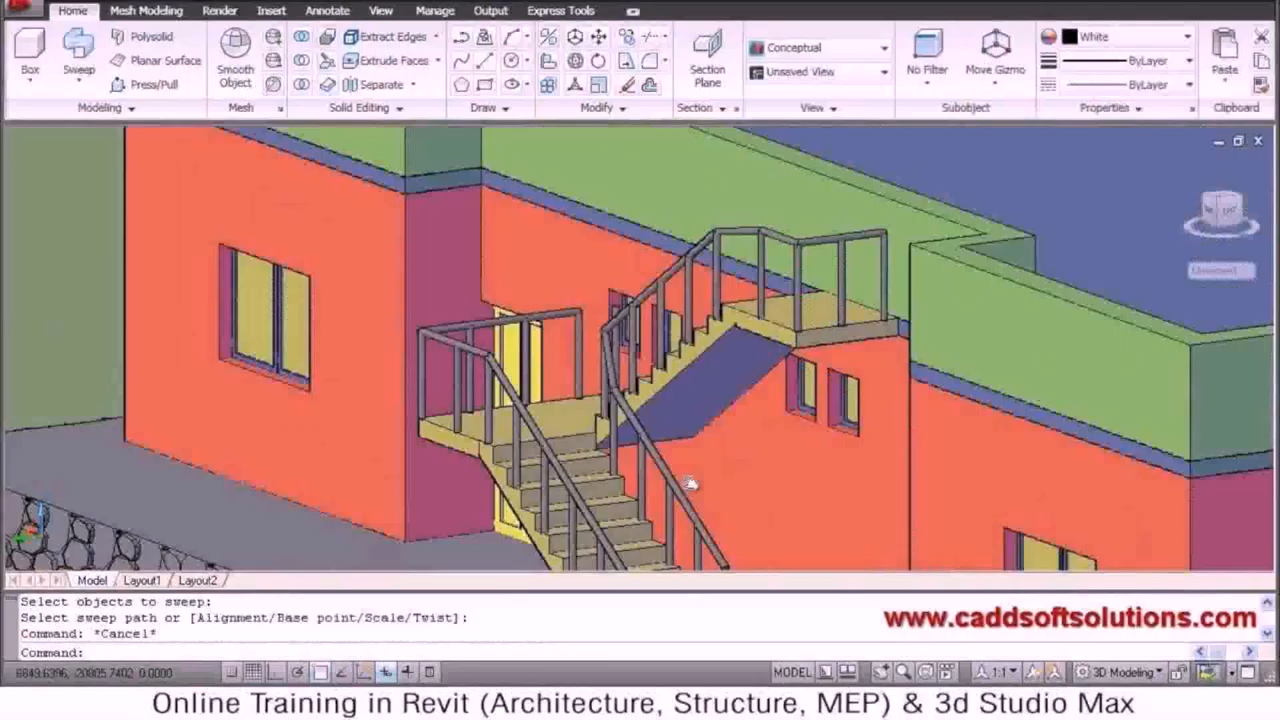 Home Mesh Modeling Render Insert Annotate View Manage Output Express Tools
Polysolid Extract Edges Conceptual White
Box Sweep Planar Surface Smooth Object Extrude Faces Section Plane Unsaved View No Filter Move Gizmo ByLayer Paste
Press/Pull Separate ByLayer
Modeling Mesh Solid Editing Draw Modify Section View Subobject Properties Clipboard
Model Layout1 Layout2
Select objects to sweep:
Select sweep path or [Alignment/Base point/Scale/Twist]:
Command: *Cancel*
Command:
www.caddsoftsolutions.com
MODEL 1:1 3D Modeling
Online Training in Revit (Architecture, Structure, MEP) & 3d Studio Max